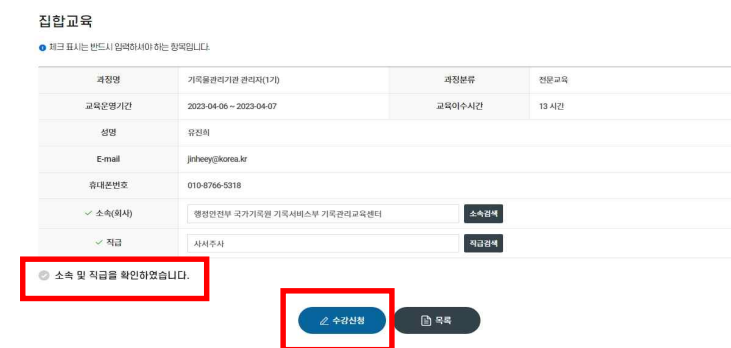 집합교육
체크 표시는 반드시 입력하셔야 하는 항목입니다.
과정명 기록물관리기관 관리자(1기) 과정분류 전문교육
교육운영기간 2023-04-06 ~ 2023-04-07 교육이수시간 13 시간
성명 유진희
E-mail jinheey@korea.kr
휴대폰번호 010-8766-5318
소속(회사) 행정안전부 국가기록원 기록서비스부 기록관리교육센터 소속검색
직급 사서주사 직급검색
소속 및 직급을 확인하였습니다.
수강신청 목록